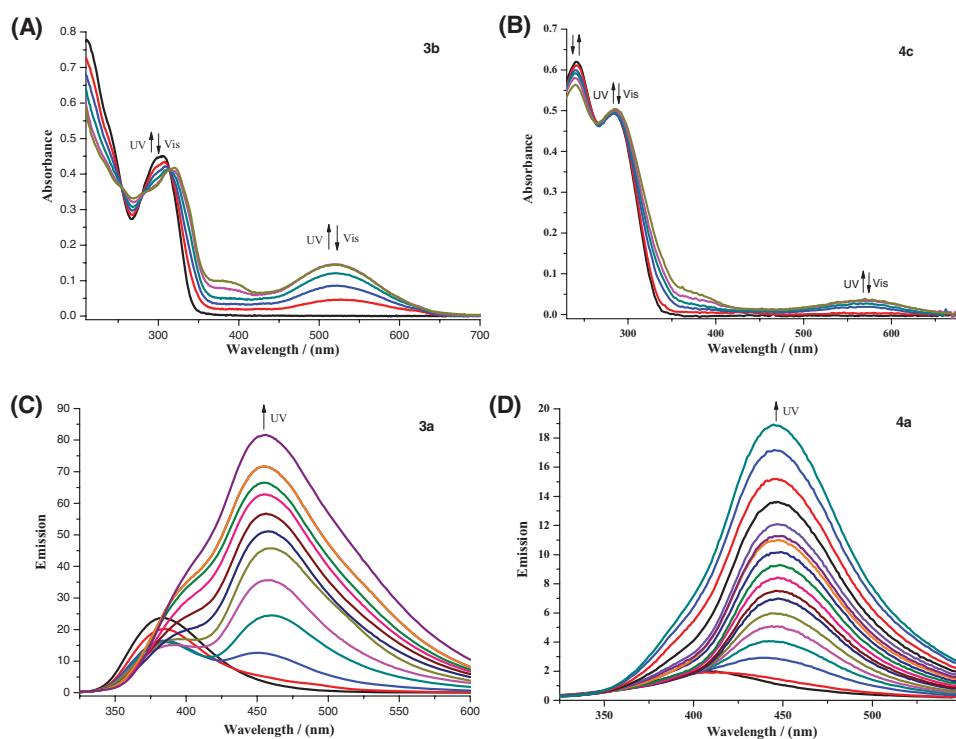 (A)
3b
UV Vis
UV Vis
Absorbance
0.8
0.7
0.6
0.5
0.4
0.3
0.2
0.1
0.0
300 400 500 600 700
Wavelength / (nm)
(B)
4c
UV Vis
UV Vis
Absorbance
0.7
0.6
0.5
0.4
0.3
0.2
0.1
0.0
300 400 500 600
Wavelength / (nm)
(C)
3a
UV
Emission
90
80
70
60
50
40
30
20
10
0
325 350 400 450 500 550 600
Wavelength / (nm)
(D)
4a
UV
Emission
20
18
16
14
12
10
8
6
4
2
0
325 350 400 450 500
Wavelength / (nm)